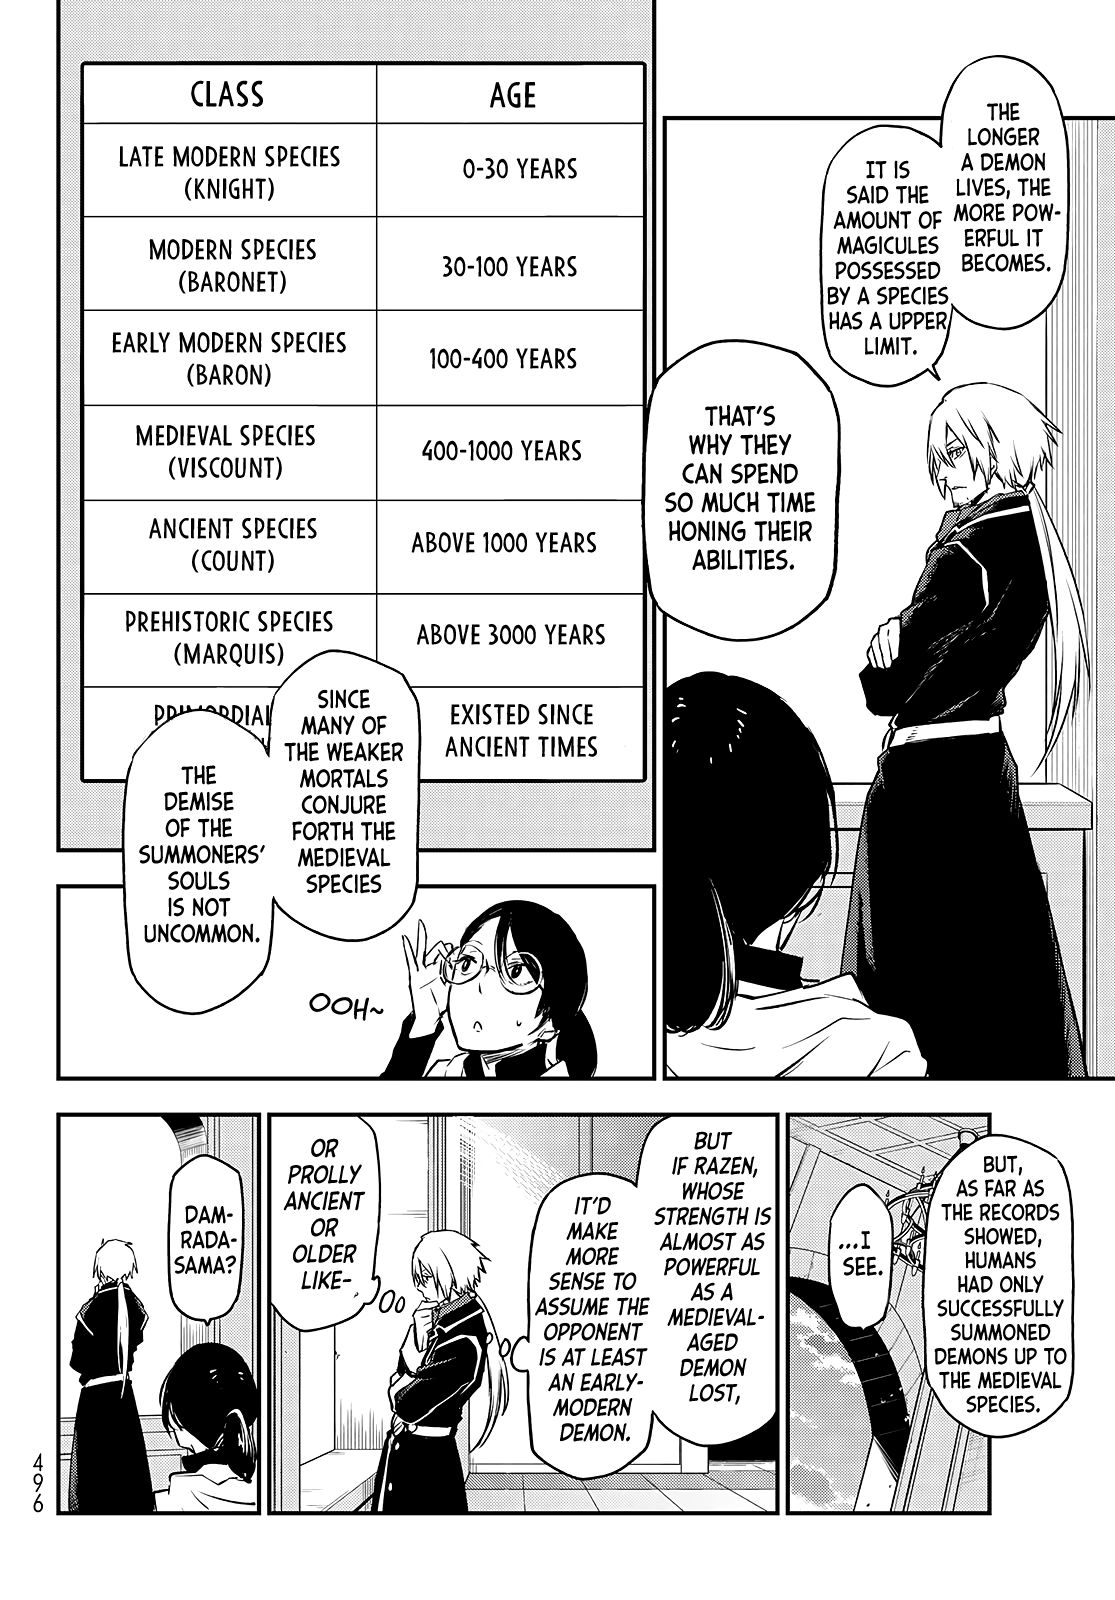 THE
LONGER
A DEMON
LIVES, THE
MORE POW-
ERFUL IT
BECOMES.
IT IS
SAID THE
AMOUNT OF
MAGICULES
POSSESSED
BY A SPECIES
HAS A UPPER
LIMIT.
THAT'S
WHY THEY
CAN SPEND
SO MUCH TIME
HONING THEIR
ABILITIES.
CLASS AGE
LATE MODERN SPECIES
(KNIGHT)
0-30 YEARS
MODERN SPECIES
(BARONET)
30-100 YEARS
EARLY MODERN SPECIES
(BARON)
100-400 YEARS
MEDIEVAL SPECIES
(VISCOUNT)
400-1000 YEARS
ANCIENT SPECIES
(COUNT)
ABOVE 1000 YEARS
PREHISTORIC SPECIES
(MARQUIS)
ABOVE 3000 YEARS
PRIMORDIAL
EXISTED SINCE
ANCIENT TIMES
SINCE
MANY OF
THE WEAKER
MORTALS
CONJURE
FORTH THE
MEDIEVAL
SPECIES
THE
DEMISE
OF THE
SUMMONERS'
SOULS
IS NOT
UNCOMMON.
OOH~
BUT,
AS FAR AS
THE RECORDS
SHOWED,
HUMANS
HAD ONLY
SUCCESSFULLY
SUMMONED
DEMONS UP TO
THE MEDIEVAL
SPECIES.
...I
SEE.
BUT
IF RAZEN,
WHOSE
STRENGTH IS
ALMOST AS
POWERFUL
AS A
MEDIEVAL-
AGED
DEMON
LOST,
IT'D
MAKE
MORE
SENSE TO
ASSUME THE
OPPONENT
IS AT LEAST
AN EARLY-
MODERN
DEMON.
OR
PROLLY
ANCIENT
OR
OLDER
LIKE-
DAM-
RADA-
SAMA?
496